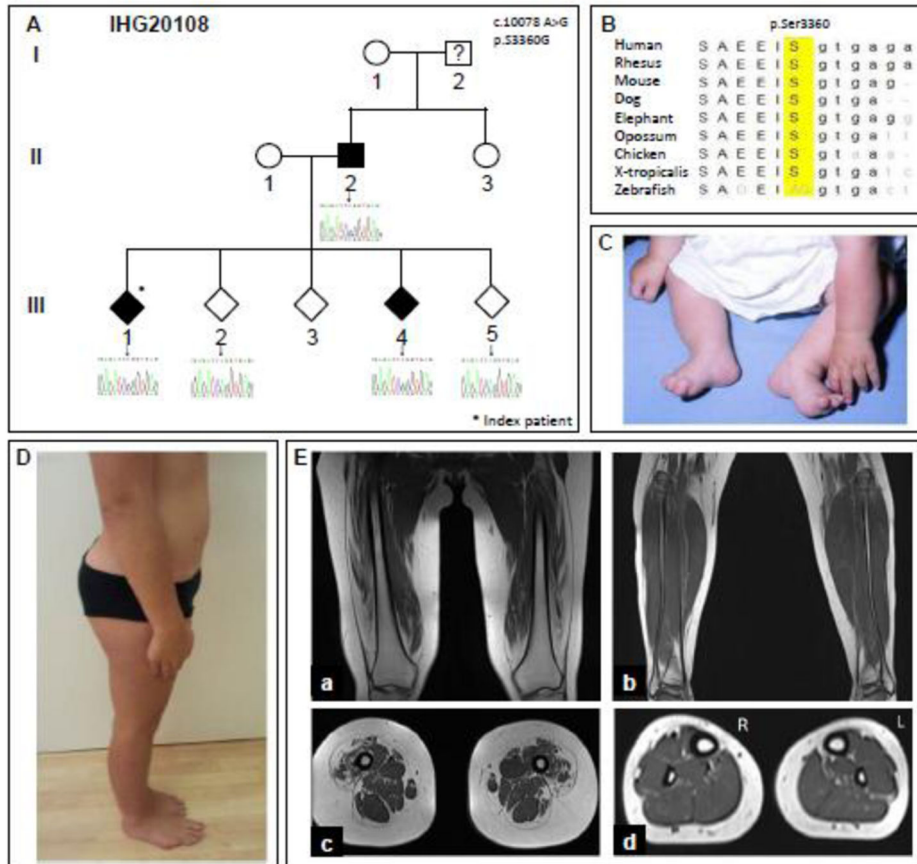 A
IHG20108
c.10078 A>G
p.S3360G
I
1
2
?
II
1
2
3
III
1
2
3
4
5
*
* Index patient
B
p.Ser3360
Human S A E E I S g t g a g a
Rhesus S A E E I S g t g a g a
Mouse S A E E I S g t g a g -
Dog S A E E I S g t g a - -
Elephant S A E E I S g t g a g g
Opossum S A E E I S g t g a
Chicken S A E E I S g t a a -
X-tropicalis S A E E I S g t g a t c
Zebrafish S A D E I g t g a c t
C
D
E
a
b
c
R
L
d